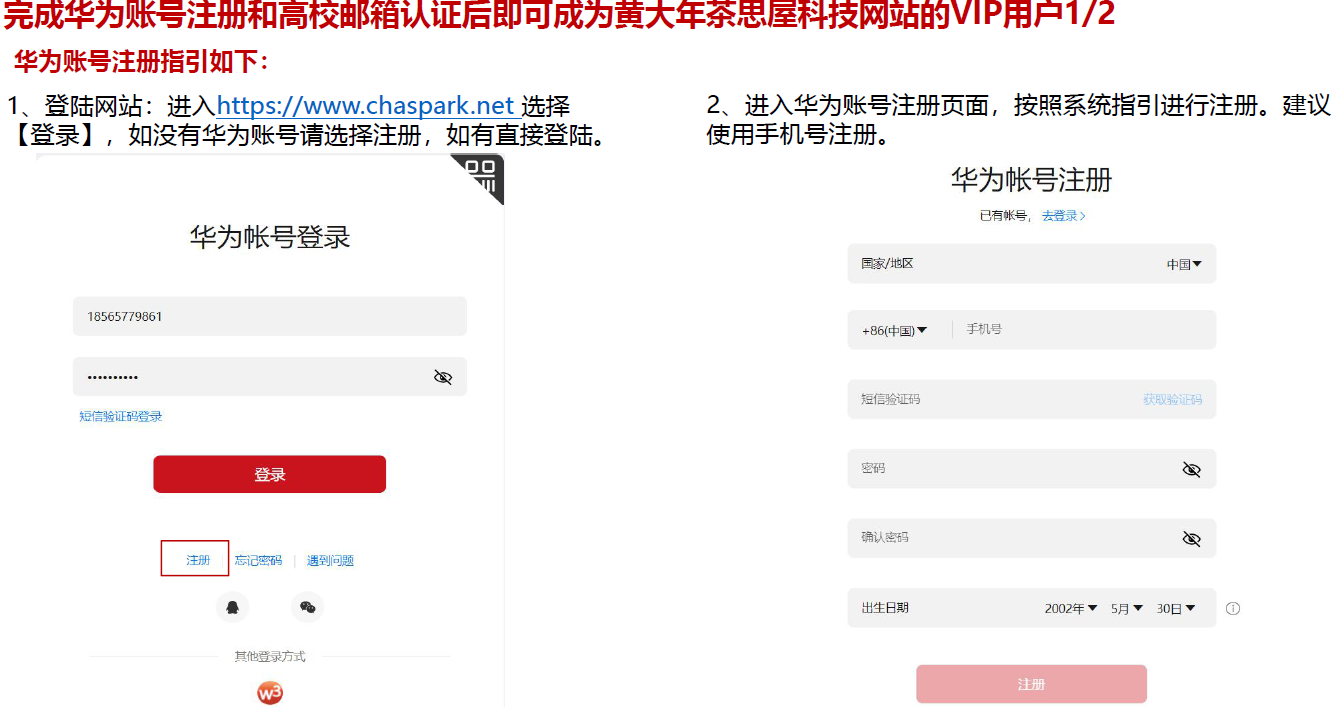 完成华为账号注册和高校邮箱认证后即可成为黄大年茶思屋科技网站的VIP用户1/2
华为账号注册指引如下：
1、登陆网站：进入https://www.chaspark.net 选择
【登录】，如没有华为账号请选择注册，如有直接登陆。
华为帐号登录
18565779861
••••••••••
短信验证码登录
登录
注册 | 忘记密码 | 遇到问题
其他登录方式
w3
2、进入华为账号注册页面，按照系统指引进行注册。建议
使用手机号注册。
华为帐号注册
已有帐号，去登录 >
国家/地区 中国
+86(中国) 手机号
短信验证码 获取验证码
密码
确认密码
出生日期 2002年 5月 30日
注册